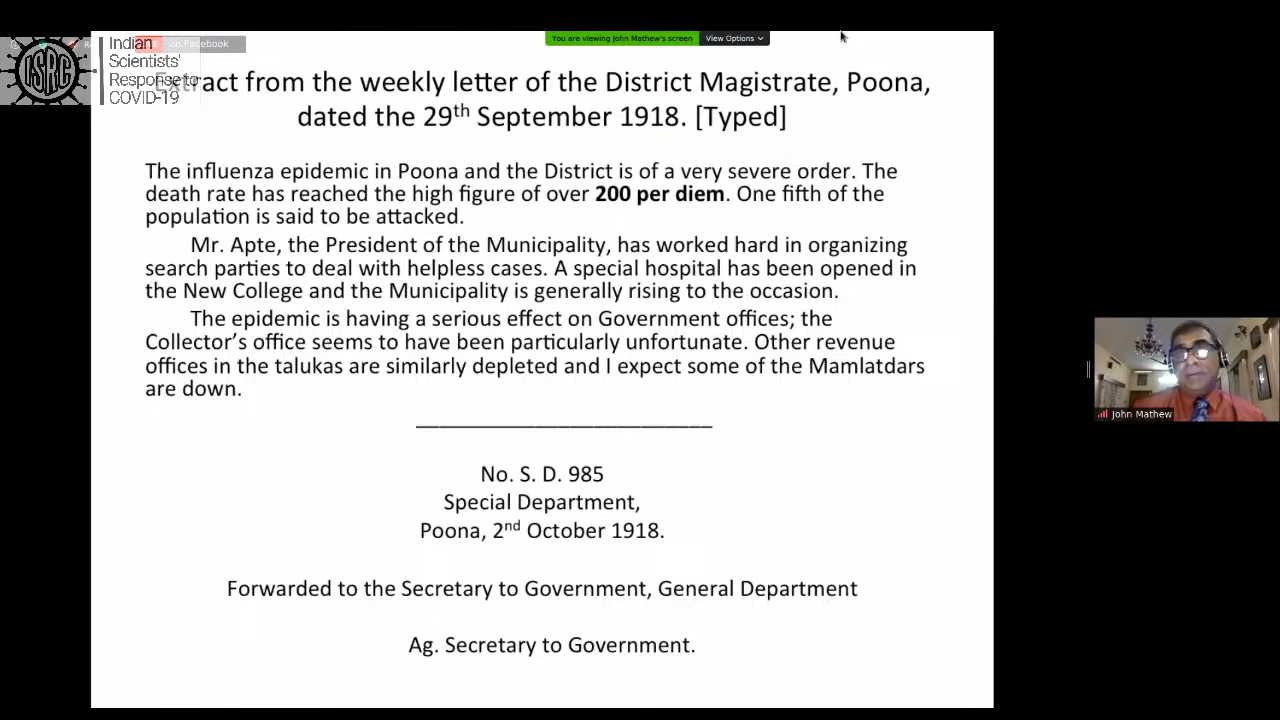 You are viewing John Mathew's screen View Options
on Facebook
Indian
Scientists'
Response to
COVID-19
ISRC
Extract from the weekly letter of the District Magistrate, Poona,
dated the 29th September 1918. [Typed]
The influenza epidemic in Poona and the District is of a very severe order. The
death rate has reached the high figure of over 200 per diem. One fifth of the
population is said to be attacked.
Mr. Apte, the President of the Municipality, has worked hard in organizing
search parties to deal with helpless cases. A special hospital has been opened in
the New College and the Municipality is generally rising to the occasion.
The epidemic is having a serious effect on Government offices; the
Collector's office seems to have been particularly unfortunate. Other revenue
offices in the talukas are similarly depleted and I expect some of the Mamlatdars
are down.
No. S. D. 985
Special Department,
Poona, 2nd October 1918.
Forwarded to the Secretary to Government, General Department
Ag. Secretary to Government.
John Mathew